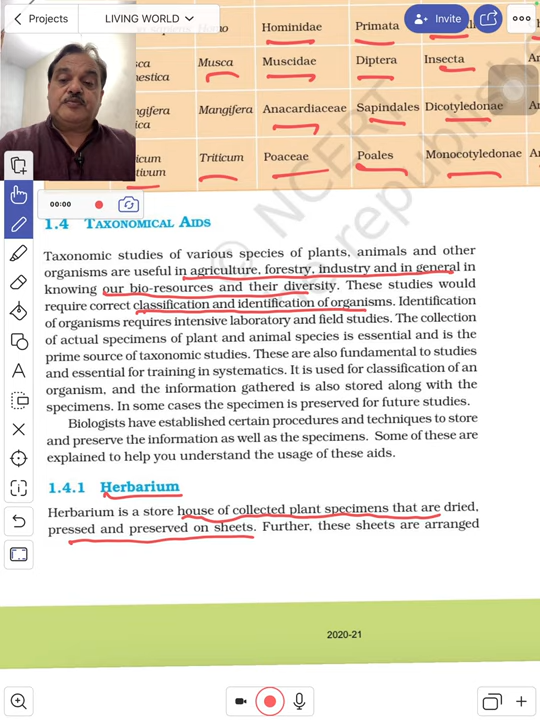 Projects LIVING WORLD Invite
Homo Hominidae Primata
Musca Muscidae Diptera Insecta
Mangifera Anacardiaceae Sapindales Dicotyledonae
Triticum Poaceae Poales Monocotyledonae
00:00
1.4 TAXONOMICAL AIDS
Taxonomic studies of various species of plants, animals and other
organisms are useful in agriculture, forestry, industry and in general in
knowing our bio-resources and their diversity. These studies would
require correct classification and identification of organisms. Identification
of organisms requires intensive laboratory and field studies. The collection
of actual specimens of plant and animal species is essential and is the
prime source of taxonomic studies. These are also fundamental to studies
and essential for training in systematics. It is used for classification of an
organism, and the information gathered is also stored along with the
specimens. In some cases the specimen is preserved for future studies.
Biologists have established certain procedures and techniques to store
and preserve the information as well as the specimens. Some of these are
explained to help you understand the usage of these aids.
1.4.1 Herbarium
Herbarium is a store house of collected plant specimens that are dried,
pressed and preserved on sheets. Further, these sheets are arranged
2020-21